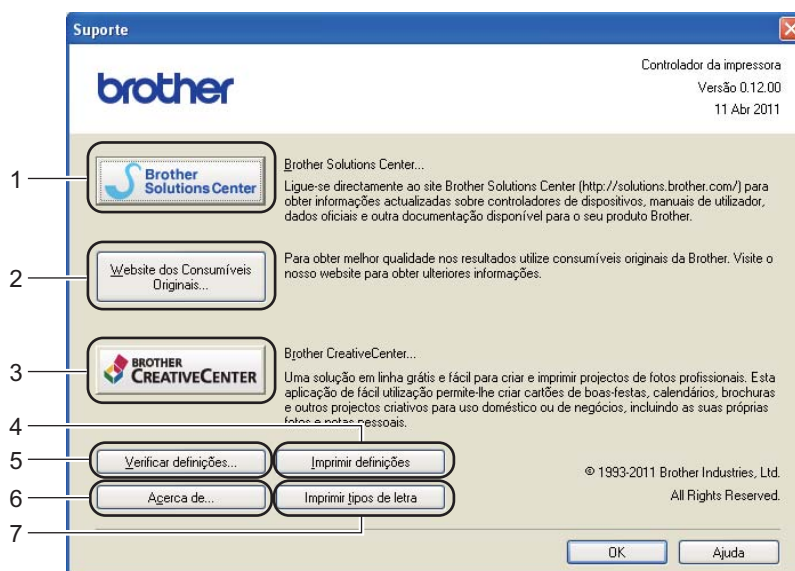 Suporte
brother
Controlador da impressora
Versão 0.12.00
11 Abr 2011
1
Brother
Solutions Center
Brother Solutions Center...
Ligue-se directamente ao site Brother Solutions Center (http://solutions.brother.com/) para
obter informações actualizadas sobre controladores de dispositivos, manuais de utilizador,
dados oficiais e outra documentação disponível para o seu produto Brother.
2
Website dos Consumíveis
Originais...
Para obter melhor qualidade nos resultados utilize consumíveis originais da Brother. Visite o
nosso website para obter ulteriores informações.
3
BROTHER
CREATIVECENTER
Brother CreativeCenter...
Uma solução em linha grátis e fácil para criar e imprimir projectos de fotos profissionais. Esta
aplicação de fácil utilização permite-lhe criar cartões de boas-festas, calendários, brochuras
e outros projectos criativos para uso doméstico ou de negócios, incluindo as suas próprias
fotos e notas pessoais.
4
5
Verificar definições...
Imprimir definições
6
Acerca de...
Imprimir tipos de letra
7
© 1993-2011 Brother Industries, Ltd.
All Rights Reserved.
OK
Ajuda